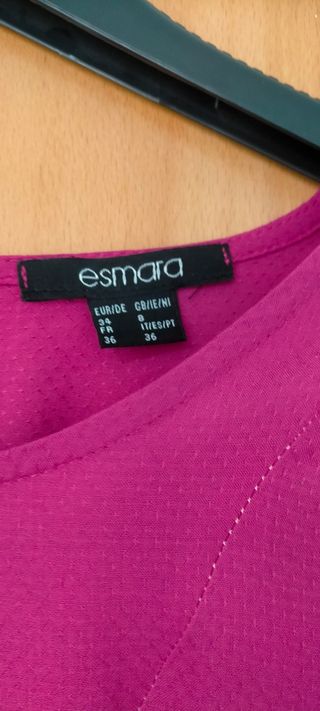 esmara
EUR/DE GB/IE/NI
34 8
FR IT/ES/PT
36 36